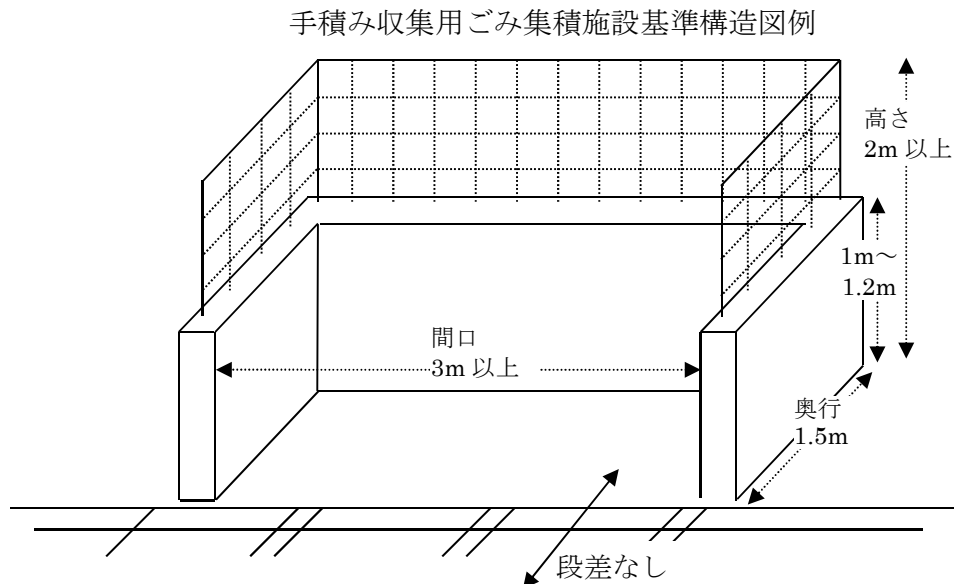 手積み収集用ごみ集積施設基準構造図例
高さ
2m 以上
1m～
1.2m
間口
3m 以上
奥行
1.5m
段差なし